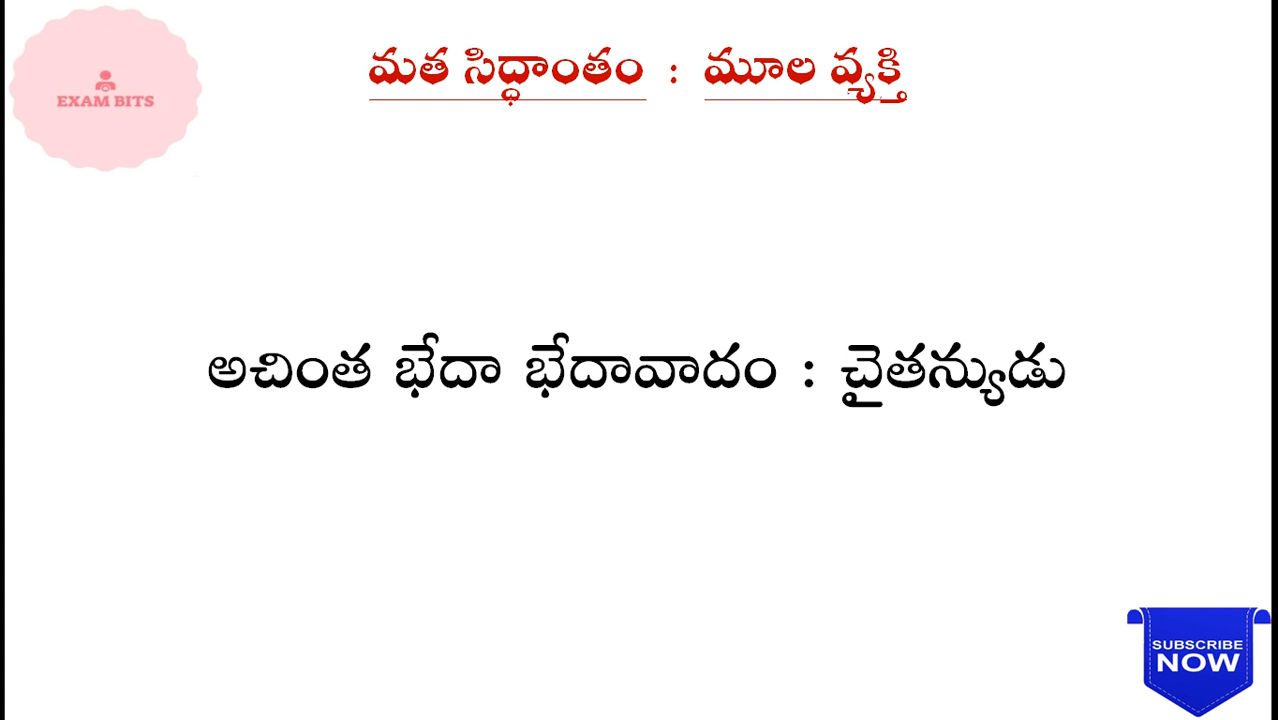 EXAM BITS
మత సిద్ధాంతం : మూల వ్యక్తి
అచింత భేదా భేదావాదం : చైతన్యుడు
SUBSCRIBE
NOW